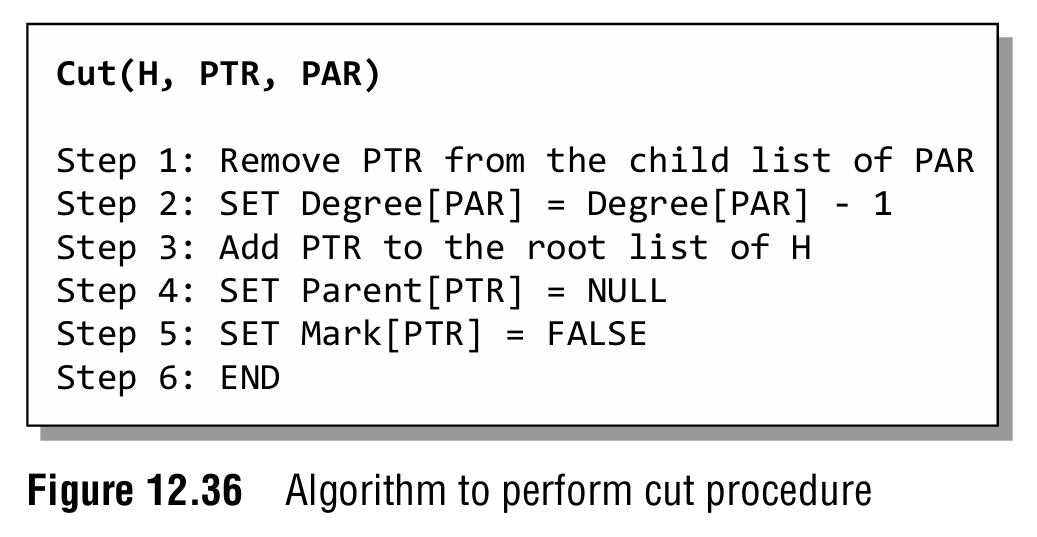 Cut(H, PTR, PAR)
Step 1: Remove PTR from the child list of PAR
Step 2: SET Degree[PAR] = Degree[PAR] - 1
Step 3: Add PTR to the root list of H
Step 4: SET Parent[PTR] = NULL
Step 5: SET Mark[PTR] = FALSE
Step 6: END
Figure 12.36 Algorithm to perform cut procedure